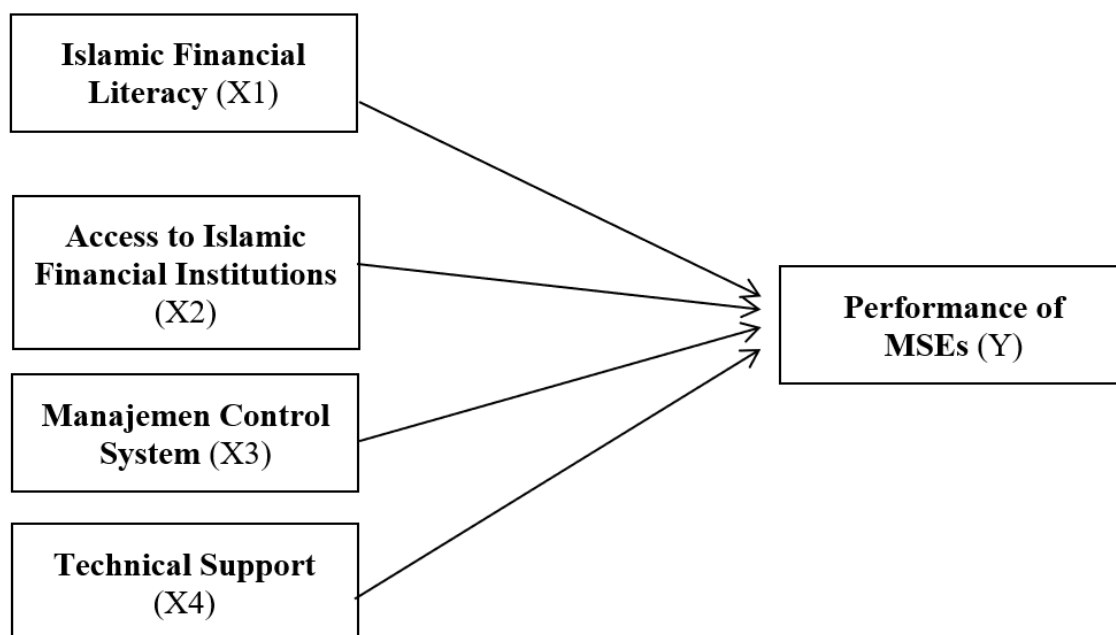 Islamic Financial
Literacy (X1)
Access to Islamic
Financial Institutions
(X2)
Manajemen Control
System (X3)
Technical Support
(X4)
Performance of
MSEs (Y)